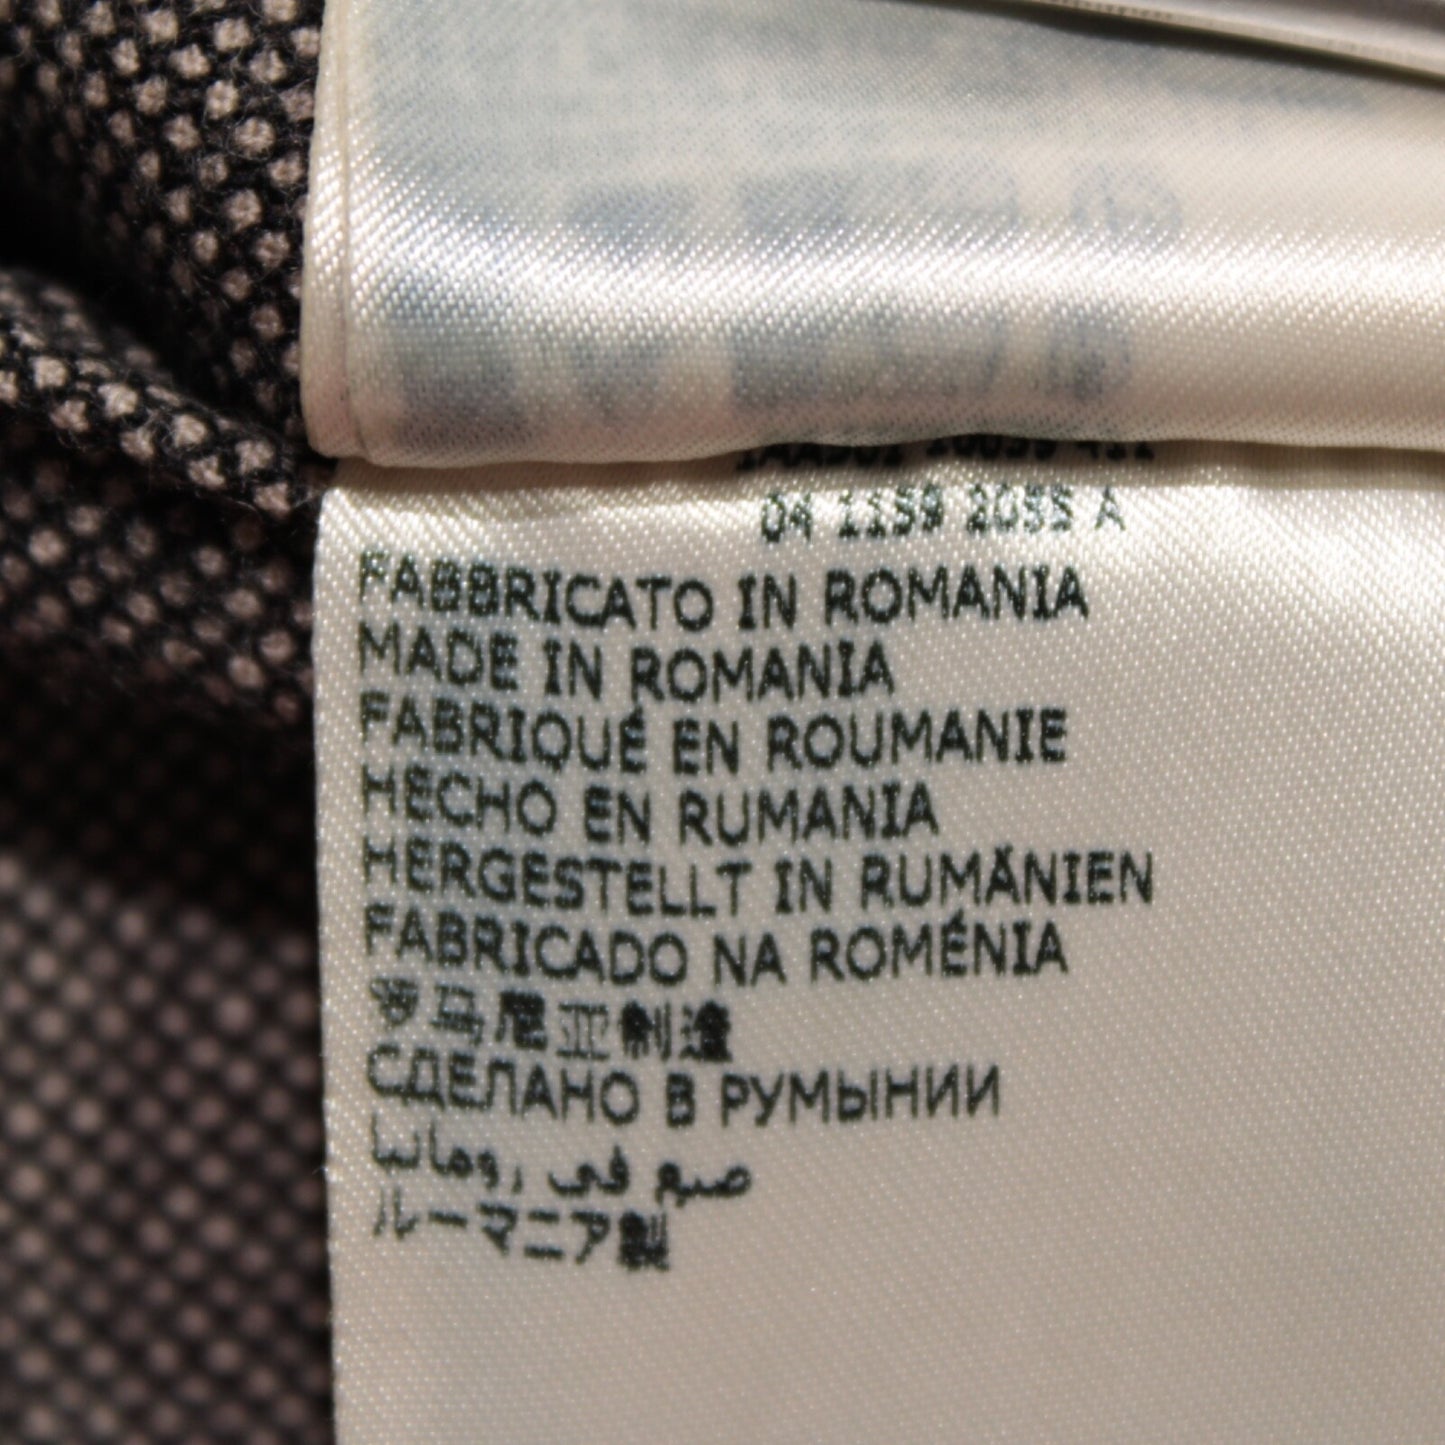 04 1159 2055 A
FABBRICATO IN ROMANIA
MADE IN ROMANIA
FABRIQUÉ EN ROUMANIE
HECHO EN RUMANIA
HERGESTELLT IN RUMÄNIEN
FABRICADO NA ROMÉNIA
罗马尼亚制造
СДЕЛАНО В РУМЫНИИ
صنع في رومانيا
ルーマニア製